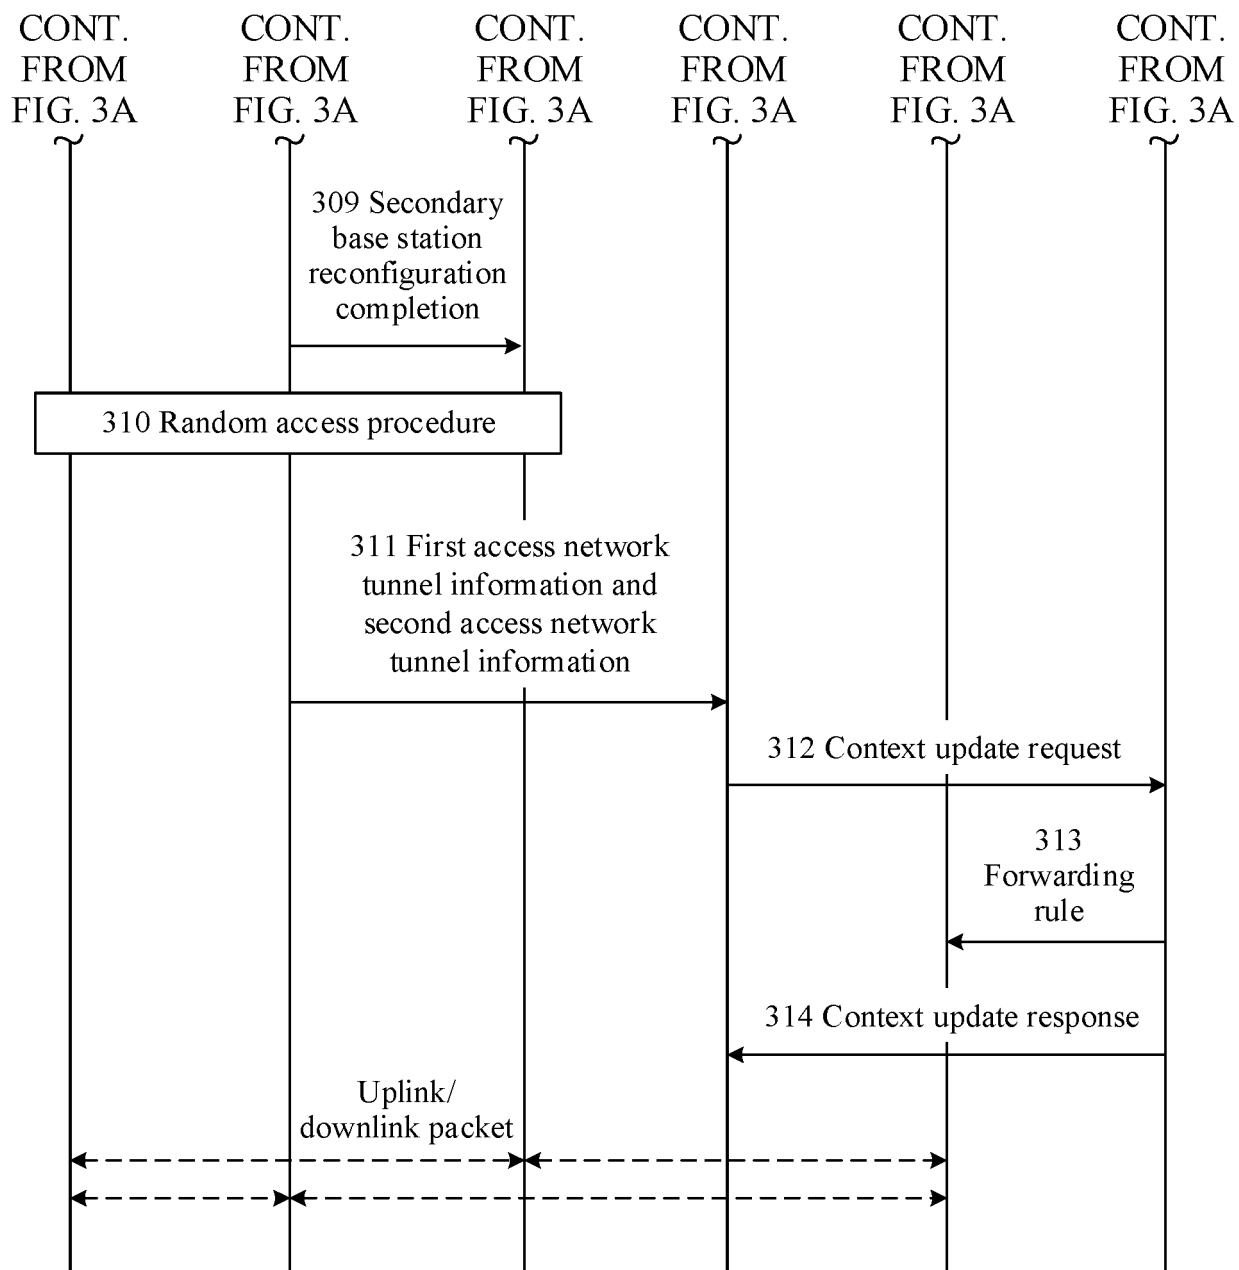 CONT. FROM FIG. 3A
CONT. FROM FIG. 3A
CONT. FROM FIG. 3A
CONT. FROM FIG. 3A
CONT. FROM FIG. 3A
CONT. FROM FIG. 3A
309 Secondary
base station
reconfiguration
completion
310 Random access procedure
311 First access network
tunnel information and
second access network
tunnel information
312 Context update request
313
Forwarding
rule
314 Context update response
Uplink/
downlink packet